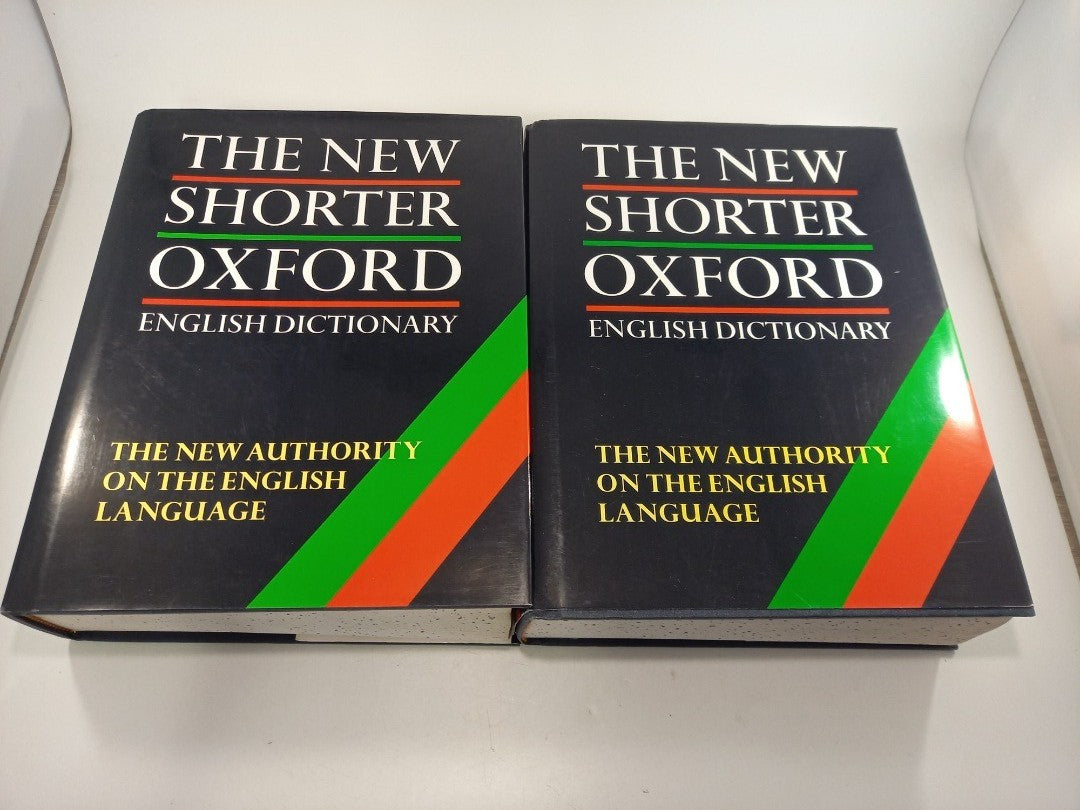 THE NEW
SHORTER
OXFORD
ENGLISH DICTIONARY
THE NEW AUTHORITY
ON THE ENGLISH
LANGUAGE
THE NEW
SHORTER
OXFORD
ENGLISH DICTIONARY
THE NEW AUTHORITY
ON THE ENGLISH
LANGUAGE